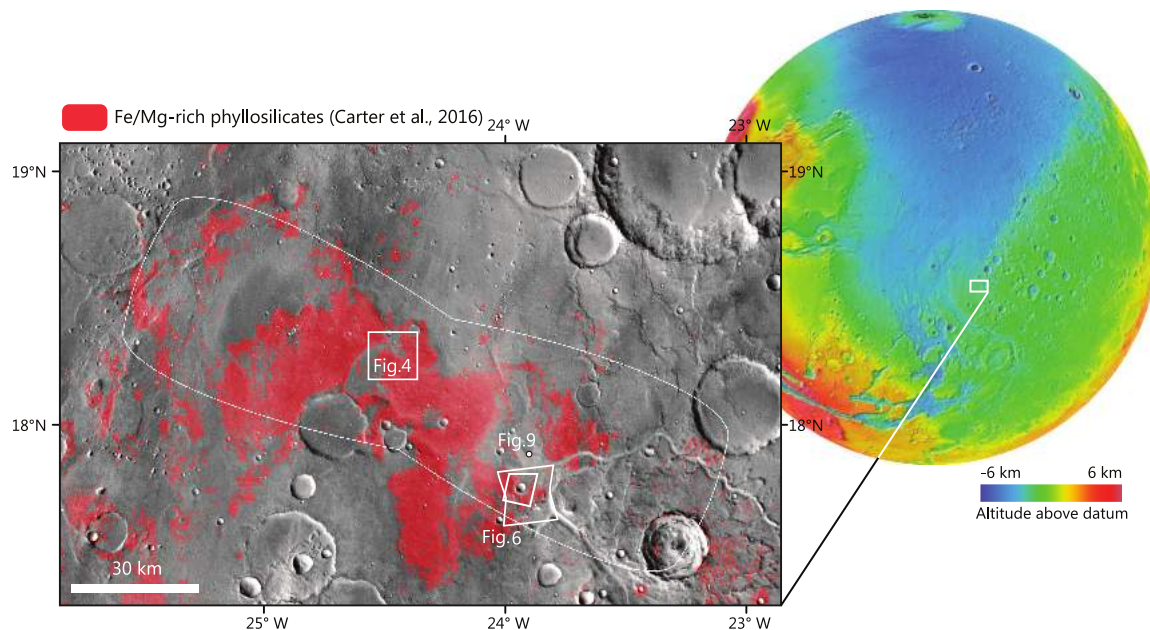 Fe/Mg-rich phyllosilicates (Carter et al., 2016)
24° W
23° W
19°N
19°N
Fig.4
18°N
18°N
Fig.9
Fig.6
30 km
25° W
24° W
23° W
-6 km
6 km
Altitude above datum